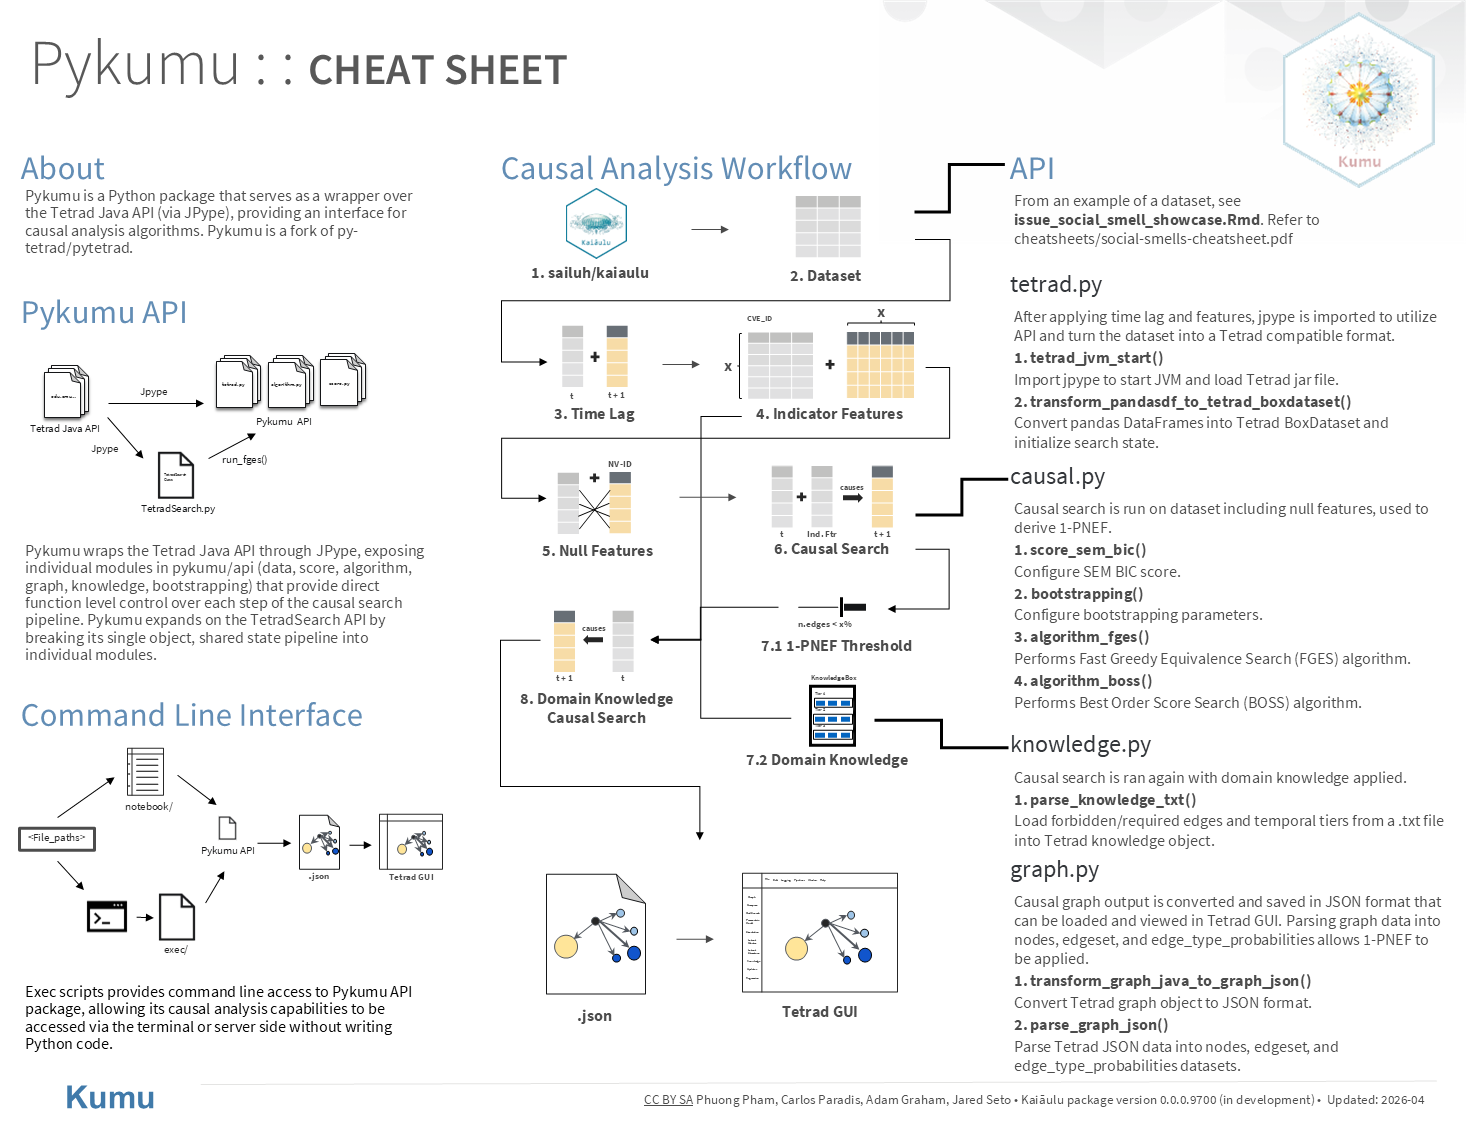 Pykumu : : CHEAT SHEET
Kumu
About
Pykumu is a Python package that serves as a wrapper over
the Tetrad Java API (via JPype), providing an interface for
causal analysis algorithms. Pykumu is a fork of py-
tetrad/pytetrad.
Pykumu API
tetrad.py
algorithm.py
score.py
Jpype
Tetrad Java API
Pykumu API
Jpype
run_fges()
TetradSearch.py
Pykumu wraps the Tetrad Java API through JPype, exposing
individual modules in pykumu/api (data, score, algorithm,
graph, knowledge, bootstrapping) that provide direct
function level control over each step of the causal search
pipeline. Pykumu expands on the TetradSearch API by
breaking its single object, shared state pipeline into
individual modules.
Command Line Interface
notebook/
<File_paths>
Pykumu API
.json
Tetrad GUI
exec/
Exec scripts provides command line access to Pykumu API
package, allowing its causal analysis capabilities to be
accessed via the terminal or server side without writing
Python code.
Causal Analysis Workflow
Kaiāulu
1. sailuh/kaiaulu
2. Dataset
CVE_ID
X
+
+
X
t
t + 1
3. Time Lag
4. Indicator Features
NV-ID
+
+
causes
t
Ind. Ftr
t + 1
5. Null Features
6. Causal Search
n.edges < x%
7.1 1-PNEF Threshold
causes
t + 1
t
8. Domain Knowledge
Causal Search
KnowledgeBox
7.2 Domain Knowledge
.json
Tetrad GUI
API
From an example of a dataset, see
issue_social_smell_showcase.Rmd. Refer to
cheatsheets/social-smells-cheatsheet.pdf
tetrad.py
After applying time lag and features, jpype is imported to utilize
API and turn the dataset into a Tetrad compatible format.
1. tetrad_jvm_start()
Import jpype to start JVM and load Tetrad jar file.
2. transform_pandasdf_to_tetrad_boxdataset()
Convert pandas DataFrames into Tetrad BoxDataset and
initialize search state.
causal.py
Causal search is run on dataset including null features, used to
derive 1-PNEF.
1. score_sem_bic()
Configure SEM BIC score.
2. bootstrapping()
Configure bootstrapping parameters.
3. algorithm_fges()
Performs Fast Greedy Equivalence Search (FGES) algorithm.
4. algorithm_boss()
Performs Best Order Score Search (BOSS) algorithm.
knowledge.py
Causal search is ran again with domain knowledge applied.
1. parse_knowledge_txt()
Load forbidden/required edges and temporal tiers from a .txt file
into Tetrad knowledge object.
graph.py
Causal graph output is converted and saved in JSON format that
can be loaded and viewed in Tetrad GUI. Parsing graph data into
nodes, edgeset, and edge_type_probabilities allows 1-PNEF to
be applied.
1. transform_graph_java_to_graph_json()
Convert Tetrad graph object to JSON format.
2. parse_graph_json()
Parse Tetrad JSON data into nodes, edgeset, and
edge_type_probabilities datasets.
Kumu
CC BY SA Phuong Pham, Carlos Paradis, Adam Graham, Jared Seto • Kaiāulu package version 0.0.0.9700 (in development) • Updated: 2026-04